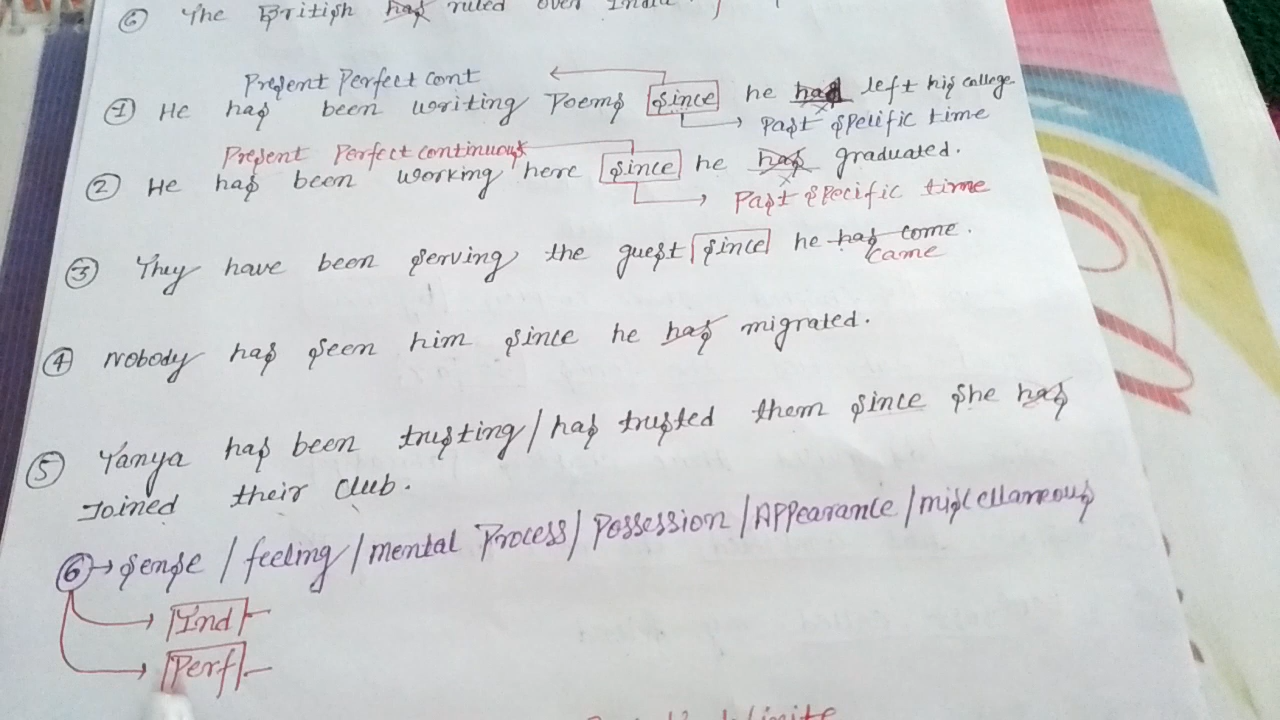 ⑥ The British has ruled over India.
Present Perfect cont
① He has been writing Poems since he had left his college.
Past specific time
Present Perfect continuous
② He has been working here since he has graduated.
Past specific time
③ They have been serving the guest since he has come.
came
④ Nobody has seen him since he has migrated.
⑤ Tanya has been trusting/has trusted them since she has
Joined their club.
⑥→ sense / feeling / mental Process / Possession / Appearance / miscellaneous
Ind
Perf